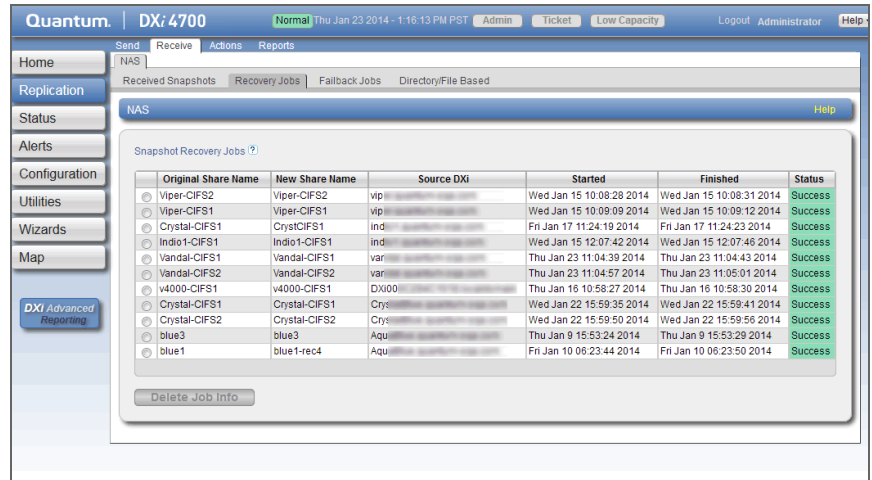 Quantum. DXi 4700 Normal Thu Jan 23 2014 - 1:16:13 PM PST Admin Ticket Low Capacity Logout Administrator Help
Send Receive Actions Reports
Home
Replication
Status
Alerts
Configuration
Utilities
Wizards
Map
DXi Advanced
Reporting
NAS
Received Snapshots Recovery Jobs Failback Jobs Directory/File Based
NAS Help
Snapshot Recovery Jobs ?
Original Share Name New Share Name Source DXi Started Finished Status
Viper-CIFS2 Viper-CIFS2 vip Wed Jan 15 10:08:28 2014 Wed Jan 15 10:08:31 2014 Success
Viper-CIFS1 Viper-CIFS1 vip Wed Jan 15 10:09:09 2014 Wed Jan 15 10:09:12 2014 Success
Crystal-CIFS1 CrystCIFS1 ind Fri Jan 17 11:24:19 2014 Fri Jan 17 11:24:23 2014 Success
Indio1-CIFS1 Indio1-CIFS1 ind Wed Jan 15 12:07:42 2014 Wed Jan 15 12:07:46 2014 Success
Vandal-CIFS1 Vandal-CIFS1 var Thu Jan 23 11:04:39 2014 Thu Jan 23 11:04:43 2014 Success
Vandal-CIFS2 Vandal-CIFS2 var Thu Jan 23 11:04:57 2014 Thu Jan 23 11:05:01 2014 Success
v4000-CIFS1 v4000-CIFS1 DXi00 Thu Jan 16 10:58:27 2014 Thu Jan 16 10:58:30 2014 Success
Crystal-CIFS1 Crystal-CIFS1 Crys Wed Jan 22 15:59:35 2014 Wed Jan 22 15:59:41 2014 Success
Crystal-CIFS2 Crystal-CIFS2 Crys Wed Jan 22 15:59:50 2014 Wed Jan 22 15:59:56 2014 Success
blue3 blue3 Aqu Thu Jan 9 15:53:24 2014 Thu Jan 9 15:53:29 2014 Success
blue1 blue1-rec4 Aqu Fri Jan 10 06:23:44 2014 Fri Jan 10 06:23:50 2014 Success
Delete Job Info